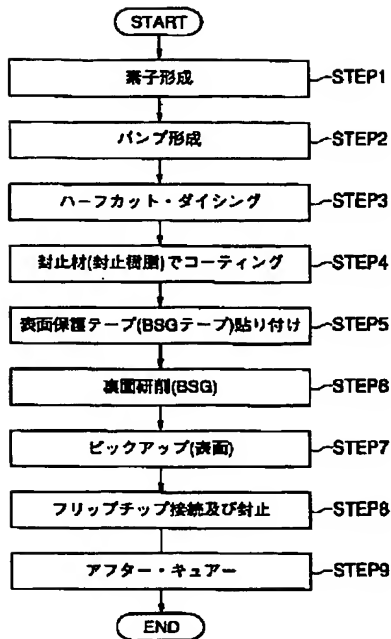 START
素子形成 STEP1
バンプ形成 STEP2
ハーフカット・ダイシング STEP3
封止材(封止樹脂)でコーティング STEP4
表面保護テープ(BSGテープ)貼り付け STEP5
裏面研削(BSG) STEP6
ピックアップ(表面) STEP7
フリップチップ接続及び封止 STEP8
アフター・キュアー STEP9
END